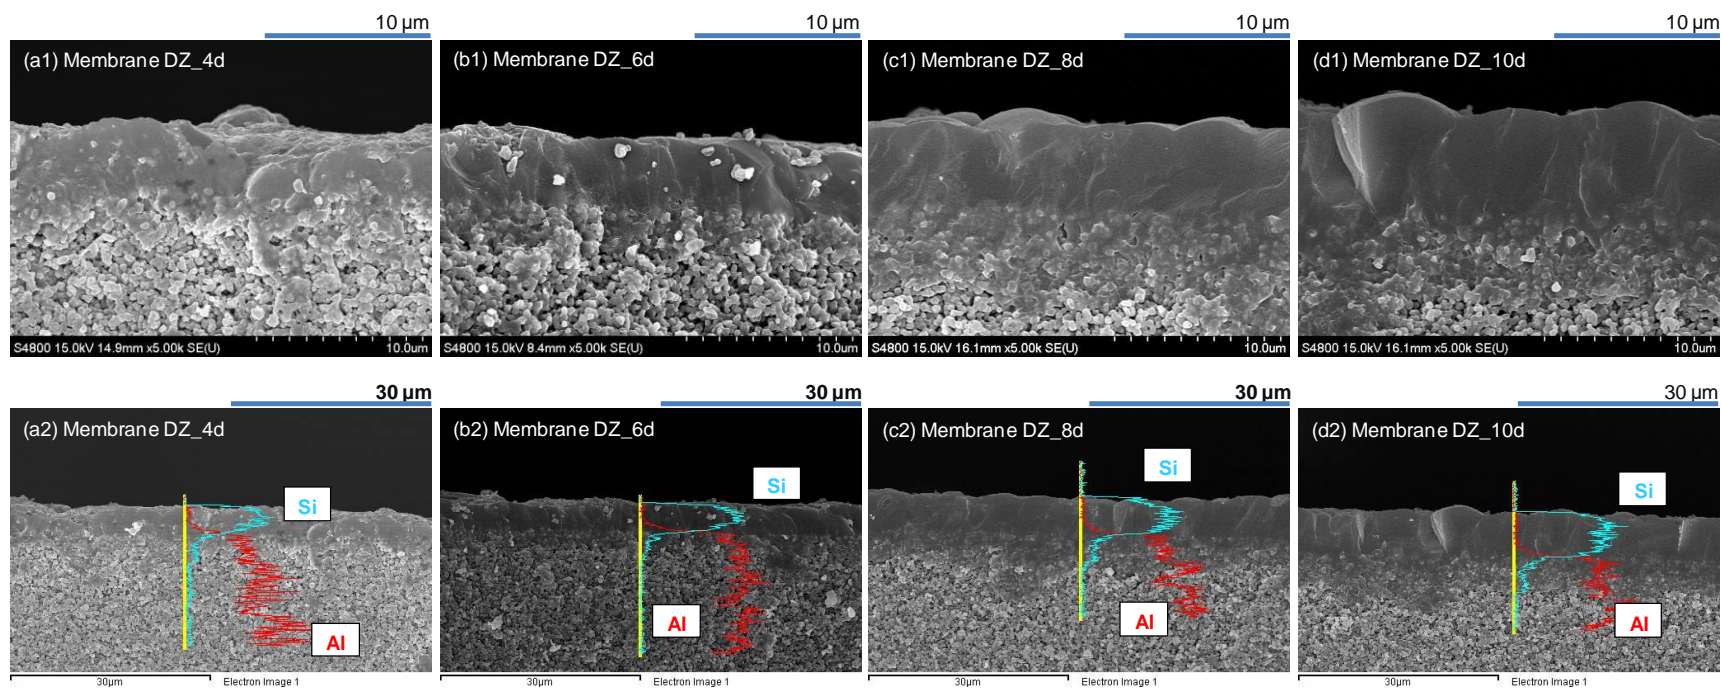 10 µm
10 µm
10 µm
10 µm
(a1) Membrane DZ_4d
(b1) Membrane DZ_6d
(c1) Membrane DZ_8d
(d1) Membrane DZ_10d
S4800 15.0kV 14.9mm x5.00k SE(U) 10.0um
S4800 15.0kV 8.4mm x5.00k SE(U) 10.0um
S4800 15.0kV 16.1mm x5.00k SE(U) 10.0um
S4800 15.0kV 16.1mm x5.00k SE(U) 10.0um
30 µm
30 µm
30 µm
30 µm
(a2) Membrane DZ_4d
(b2) Membrane DZ_6d
(c2) Membrane DZ_8d
(d2) Membrane DZ_10d
Si
Si
Si
Si
Al
Al
Al
Al
30µm Electron Image 1
30µm Electron Image 1
30µm Electron Image 1
30µm Electron Image 1